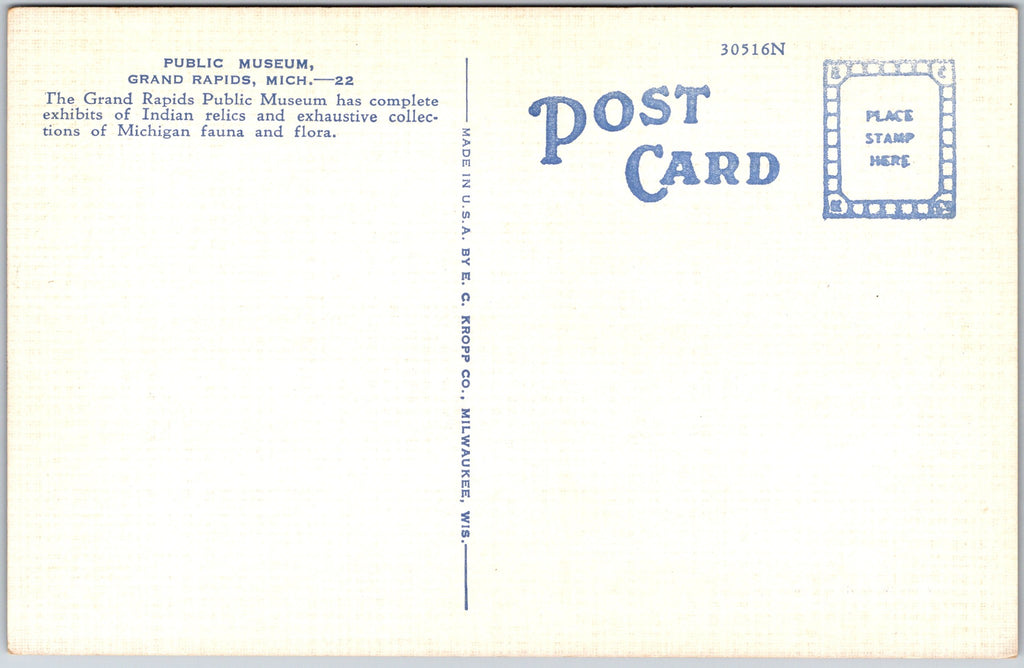 PUBLIC MUSEUM,
GRAND RAPIDS, MICH.—22
The Grand Rapids Public Museum has complete
exhibits of Indian relics and exhaustive collec-
tions of Michigan fauna and flora.
MADE IN U.S.A. BY E. C. KROPP CO., MILWAUKEE, WIS.
30516N
POST
CARD
PLACE
STAMP
HERE